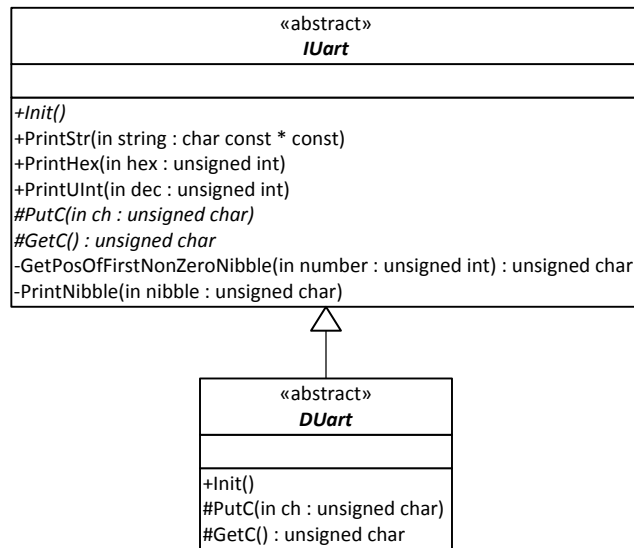 «abstract»
IUart
+Init()
+PrintStr(in string : char const * const)
+PrintHex(in hex : unsigned int)
+PrintUInt(in dec : unsigned int)
#PutC(in ch : unsigned char)
#GetC() : unsigned char
-GetPosOfFirstNonZeroNibble(in number : unsigned int) : unsigned char
-PrintNibble(in nibble : unsigned char)
«abstract»
DUart
+Init()
#PutC(in ch : unsigned char)
#GetC() : unsigned char